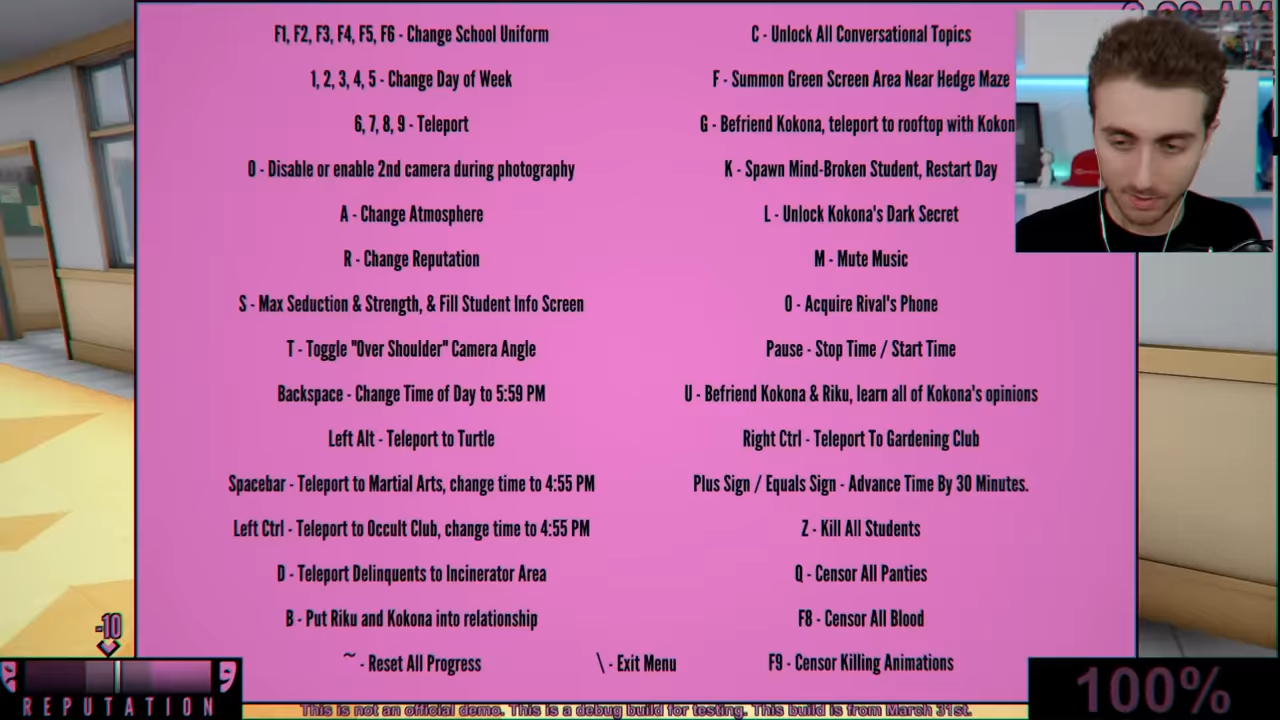 F1, F2, F3, F4, F5, F6 - Change School Uniform
1, 2, 3, 4, 5 - Change Day of Week
6, 7, 8, 9 - Teleport
0 - Disable or enable 2nd camera during photography
A - Change Atmosphere
R - Change Reputation
S - Max Seduction & Strength, & Fill Student Info Screen
T - Toggle "Over Shoulder" Camera Angle
Backspace - Change Time of Day to 5:59 PM
Left Alt - Teleport to Turtle
Spacebar - Teleport to Martial Arts, change time to 4:55 PM
Left Ctrl - Teleport to Occult Club, change time to 4:55 PM
D - Teleport Delinquents to Incinerator Area
B - Put Riku and Kokona into relationship
~ - Reset All Progress
\ - Exit Menu
C - Unlock All Conversational Topics
F - Summon Green Screen Area Near Hedge Maze
G - Befriend Kokona, teleport to rooftop with Kokon
K - Spawn Mind-Broken Student, Restart Day
L - Unlock Kokona's Dark Secret
M - Mute Music
O - Acquire Rival's Phone
Pause - Stop Time / Start Time
U - Befriend Kokona & Riku, learn all of Kokona's opinions
Right Ctrl - Teleport To Gardening Club
Plus Sign / Equals Sign - Advance Time By 30 Minutes.
Z - Kill All Students
Q - Censor All Panties
F8 - Censor All Blood
F9 - Censor Killing Animations
-10
REPUTATION
100%
This is not an official demo. This is a debug build for testing. This build is from March 31st.